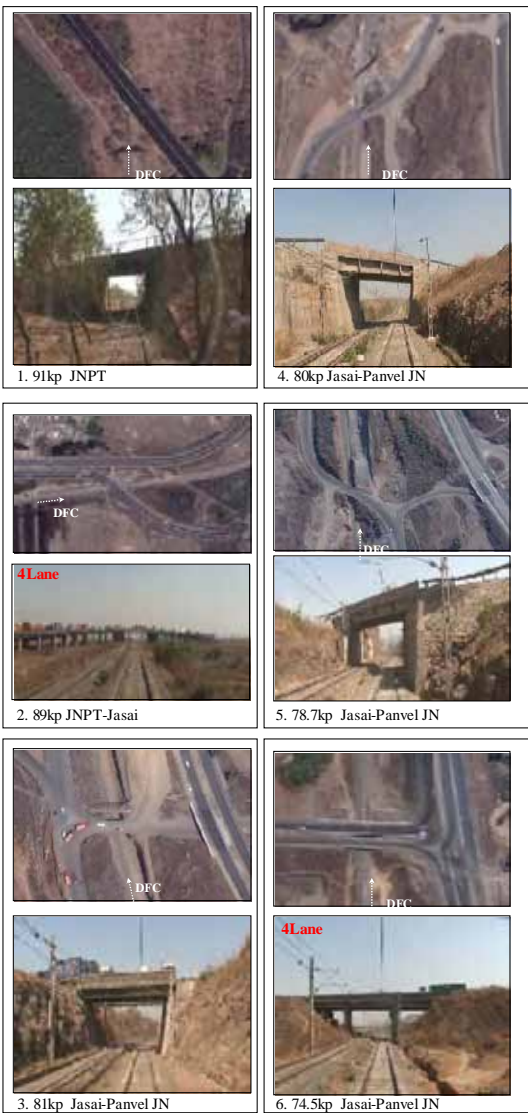 DFC
1. 91kp JNPT
DFC
4Lane
2. 89kp JNPT-Jasai
DFC
3. 81kp Jasai-Panvel JN
DFC
4. 80kp Jasai-Panvel JN
DFC
5. 78.7kp Jasai-Panvel JN
DFC
4Lane
6. 74.5kp Jasai-Panvel JN